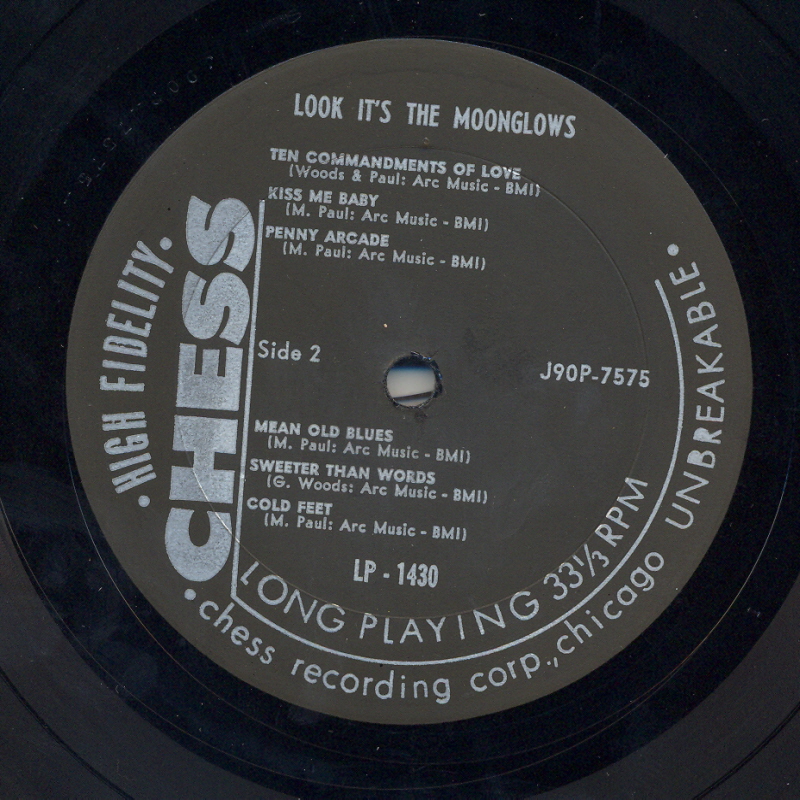 LOOK IT'S THE MOONGLOWS
TEN COMMANDMENTS OF LOVE
(Woods & Paul: Arc Music - BMI)
KISS ME BABY
(M. Paul: Arc Music - BMI)
PENNY ARCADE
(M. Paul: Arc Music - BMI)
• HIGH FIDELITY •
CHESS
Side 2
J90P-7575
MEAN OLD BLUES
(M. Paul: Arc Music - BMI)
SWEETER THAN WORDS
(G. Woods: Arc Music - BMI)
COLD FEET
(M. Paul: Arc Music - BMI)
LP - 1430
LONG PLAYING 33⅓ RPM
• chess recording corp., chicago UNBREAKABLE •